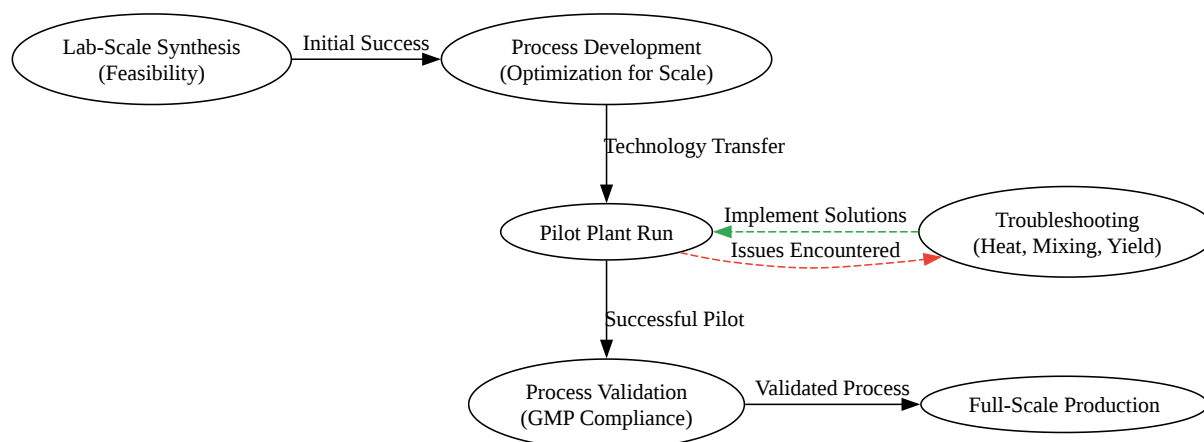 Lab-Scale Synthesis
(Feasibility)
Initial Success
Process Development
(Optimization for Scale)
Technology Transfer
Pilot Plant Run
Implement Solutions
Issues Encountered
Troubleshooting
(Heat, Mixing, Yield)
Successful Pilot
Process Validation
(GMP Compliance)
Validated Process
Full-Scale Production